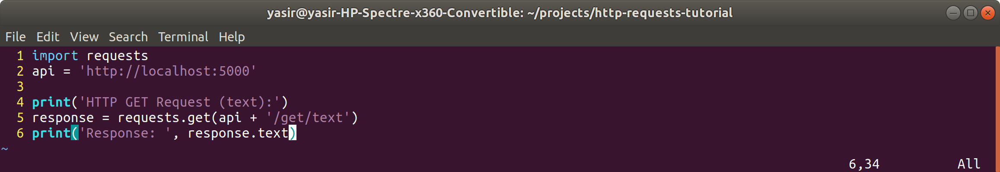 yasir@yasir-HP-Spectre-x360-Convertible: ~/projects/http-requests-tutorial
File Edit View Search Terminal Help
1 import requests
2 api = 'http://localhost:5000'
3
4 print('HTTP GET Request (text):')
5 response = requests.get(api + '/get/text')
6 print('Response: ', response.text)
~
6,34 All